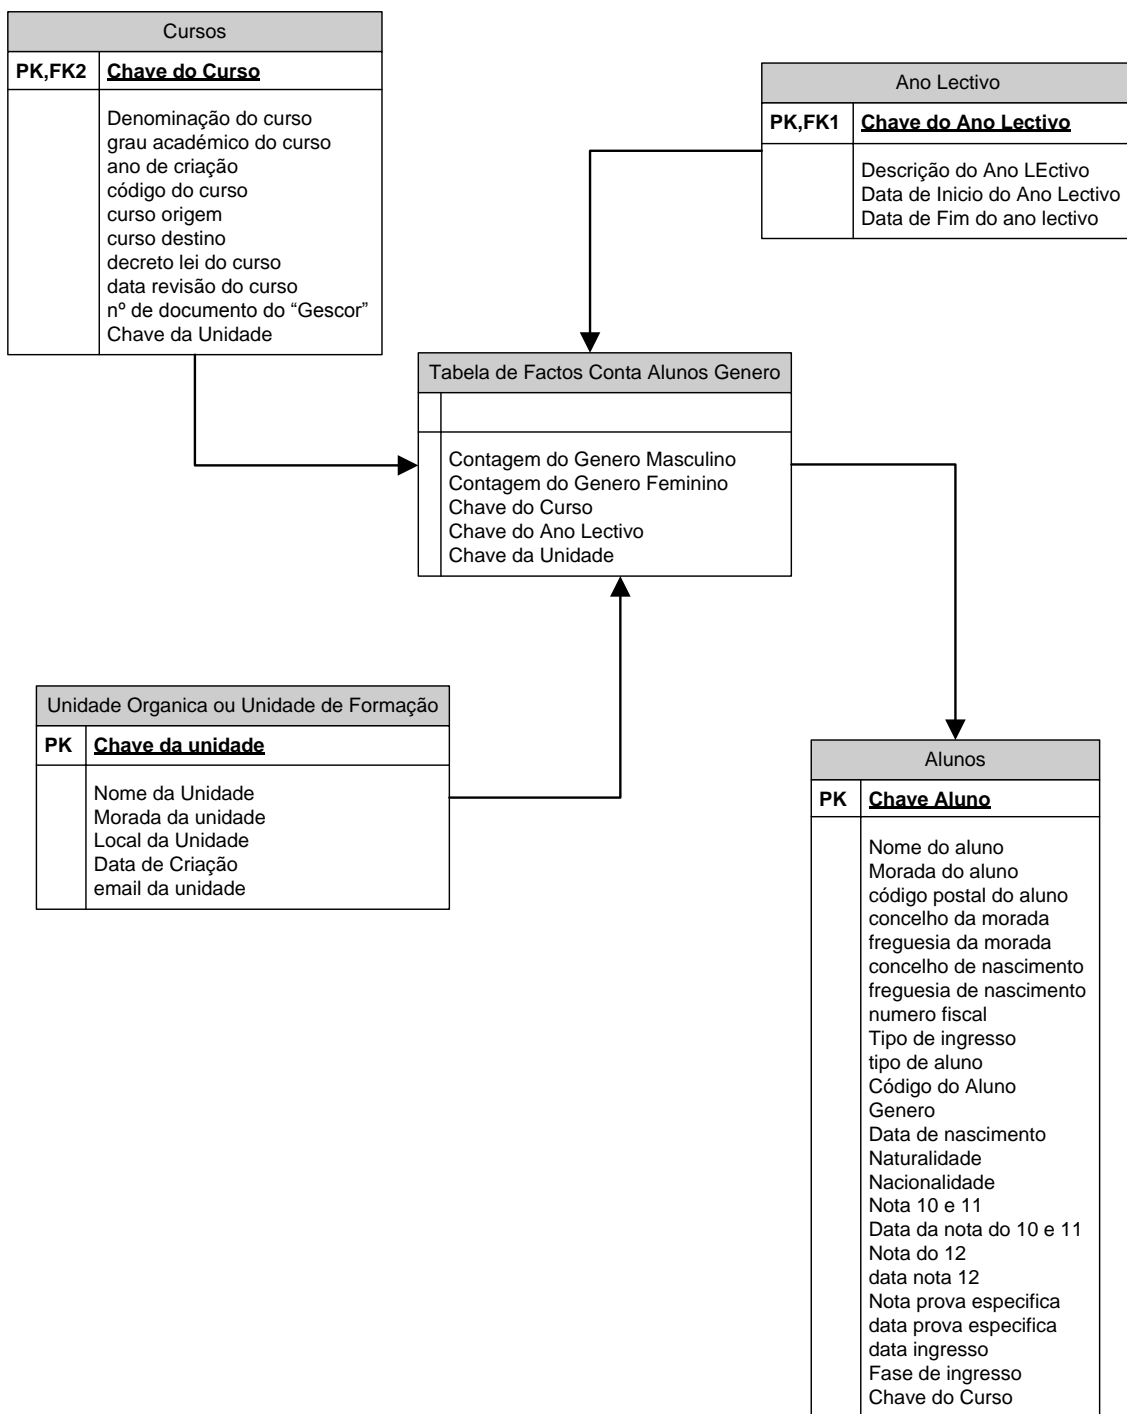 Cursos
PK,FK2 Chave do Curso
Denominação do curso
grau académico do curso
ano de criação
código do curso
curso origem
curso destino
decreto lei do curso
data revisão do curso
nº de documento do “Gescor”
Chave da Unidade
Ano Lectivo
PK,FK1 Chave do Ano Lectivo
Descrição do Ano LEctivo
Data de Inicio do Ano Lectivo
Data de Fim do ano lectivo
Tabela de Factos Conta Alunos Genero
Contagem do Genero Masculino
Contagem do Genero Feminino
Chave do Curso
Chave do Ano Lectivo
Chave da Unidade
Unidade Organica ou Unidade de Formação
PK Chave da unidade
Nome da Unidade
Morada da unidade
Local da Unidade
Data de Criação
email da unidade
Alunos
PK Chave Aluno
Nome do aluno
Morada do aluno
código postal do aluno
concelho da morada
freguesia da morada
concelho de nascimento
freguesia de nascimento
numero fiscal
Tipo de ingresso
tipo de aluno
Código do Aluno
Genero
Data de nascimento
Naturalidade
Nacionalidade
Nota 10 e 11
Data da nota do 10 e 11
Nota do 12
data nota 12
Nota prova especifica
data prova especifica
data ingresso
Fase de ingresso
Chave do Curso